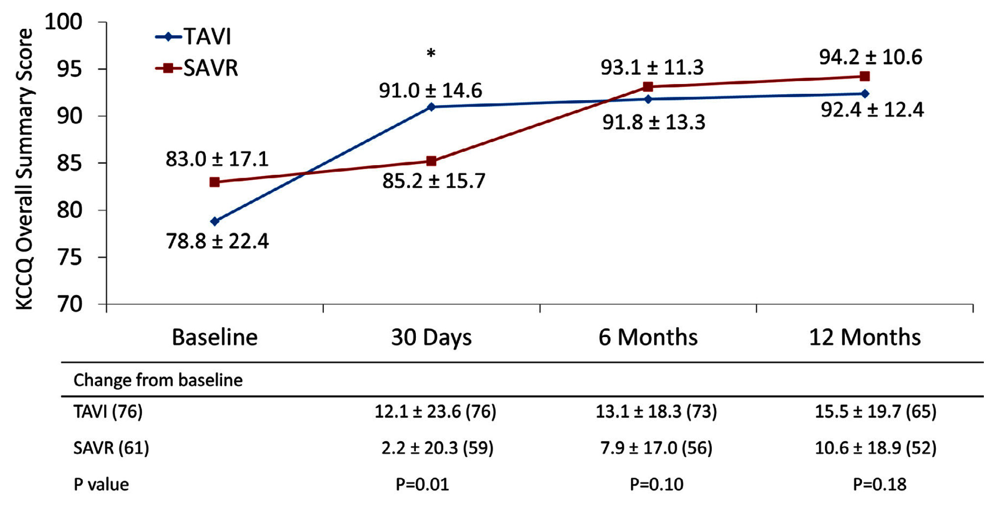 KCCQ Overall Summary Score
100
95
90
85
80
75
70
TAVI
SAVR
*
83.0 ± 17.1
78.8 ± 22.4
91.0 ± 14.6
85.2 ± 15.7
93.1 ± 11.3
91.8 ± 13.3
94.2 ± 10.6
92.4 ± 12.4
Baseline 30 Days 6 Months 12 Months
Change from baseline
TAVI (76) 12.1 ± 23.6 (76) 13.1 ± 18.3 (73) 15.5 ± 19.7 (65)
SAVR (61) 2.2 ± 20.3 (59) 7.9 ± 17.0 (56) 10.6 ± 18.9 (52)
P value P=0.01 P=0.10 P=0.18